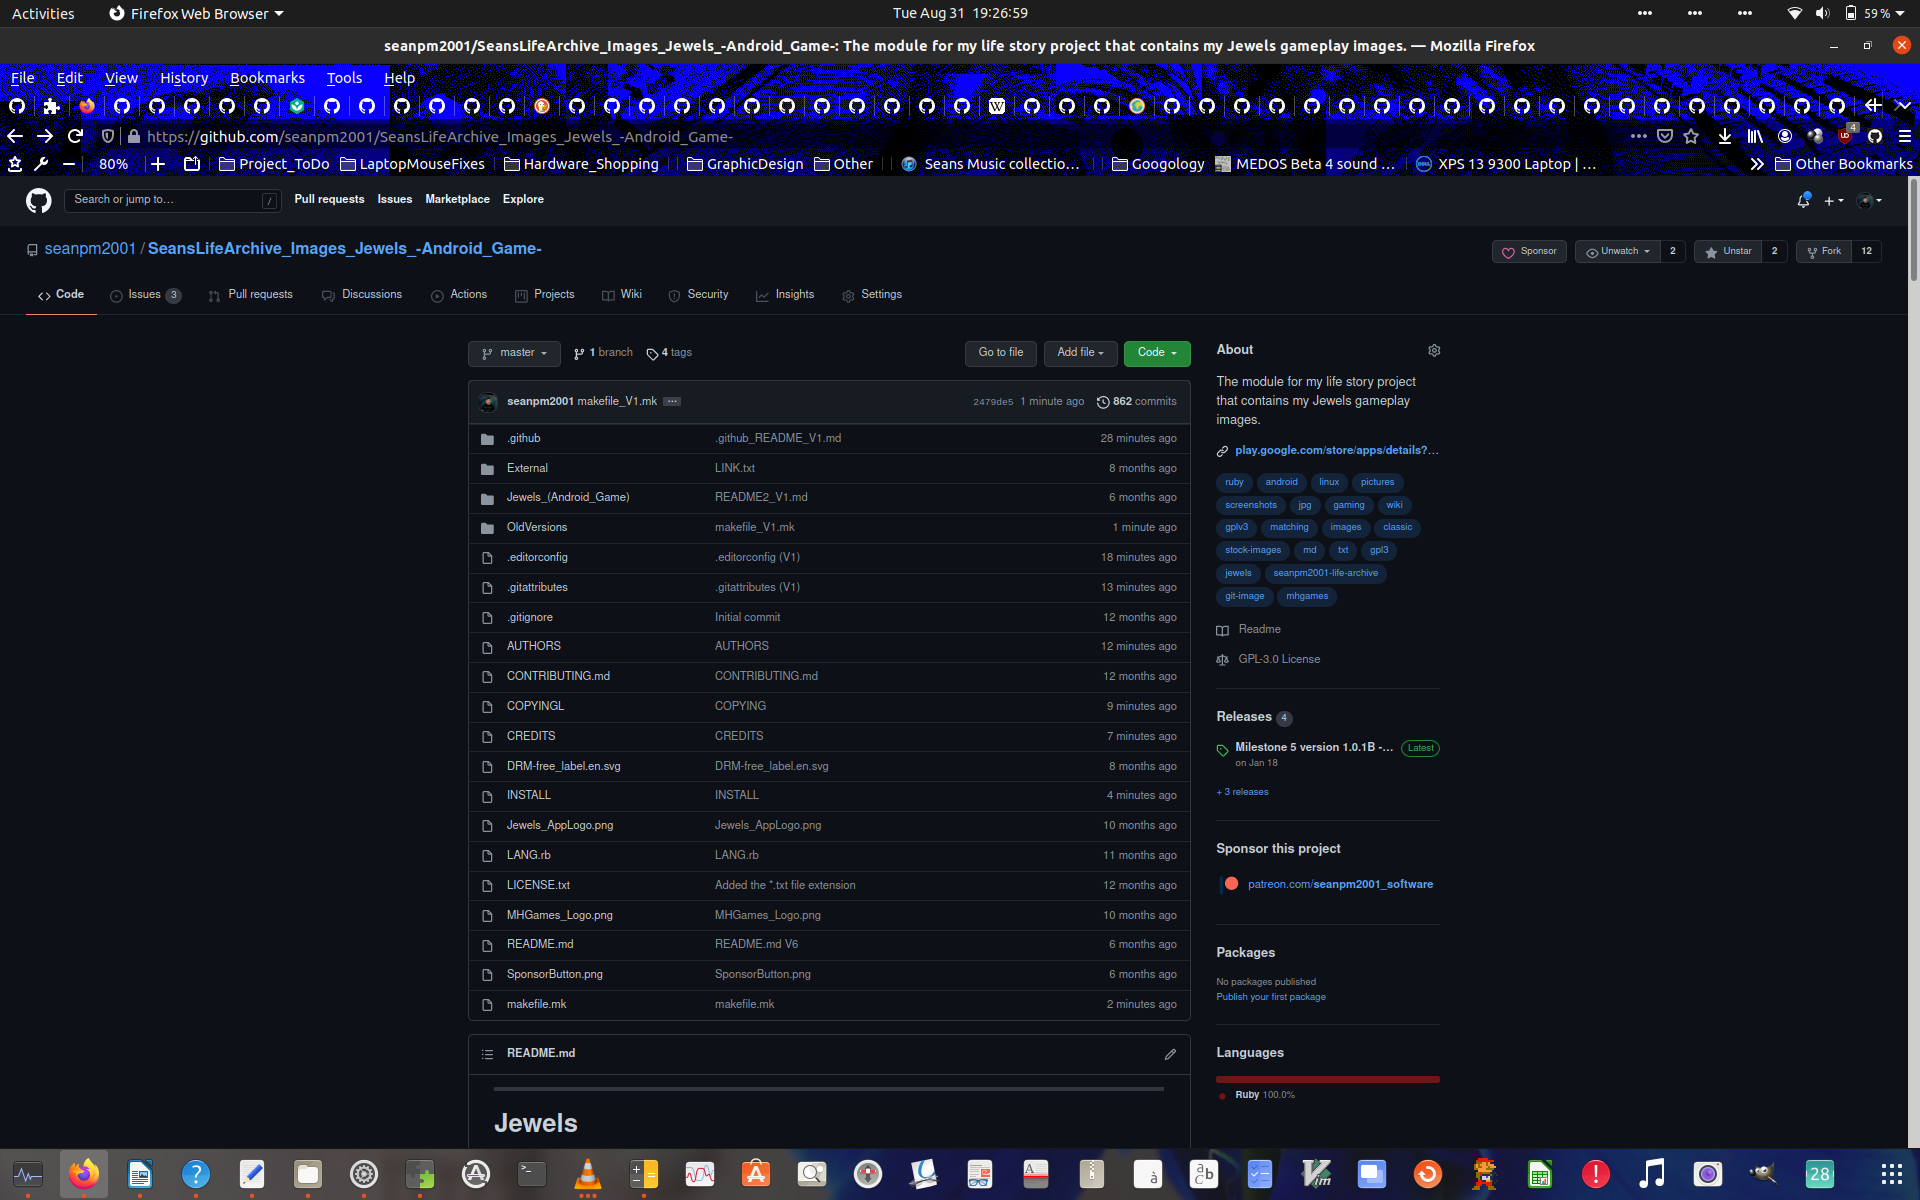 Activities Firefox Web Browser Tue Aug 31 19:26:59 59 %
seanpm2001/SeansLifeArchive_Images_Jewels_-Android_Game-: The module for my life story project that contains my Jewels gameplay images. — Mozilla Firefox
File Edit View History Bookmarks Tools Help
https://github.com/seanpm2001/SeansLifeArchive_Images_Jewels_-Android_Game- 4
80% Project_ToDo LaptopMouseFixes Hardware_Shopping GraphicDesign Other Seans Music collectio… Googology MEDOS Beta 4 sound … XPS 13 9300 Laptop | … Other Bookmarks
Search or jump to… / Pull requests Issues Marketplace Explore
seanpm2001 / SeansLifeArchive_Images_Jewels_-Android_Game- Sponsor Unwatch 2 Unstar 2 Fork 12
Code Issues 3 Pull requests Discussions Actions Projects Wiki Security Insights Settings
master 1 branch 4 tags Go to file Add file Code
seanpm2001 makefile_V1.mk 2479de5 1 minute ago 862 commits
.github .github_README_V1.md 28 minutes ago
External LINK.txt 8 months ago
Jewels_(Android_Game) README2_V1.md 6 months ago
OldVersions makefile_V1.mk 1 minute ago
.editorconfig .editorconfig (V1) 18 minutes ago
.gitattributes .gitattributes (V1) 13 minutes ago
.gitignore Initial commit 12 months ago
AUTHORS AUTHORS 12 minutes ago
CONTRIBUTING.md CONTRIBUTING.md 12 months ago
COPYINGL COPYING 9 minutes ago
CREDITS CREDITS 7 minutes ago
DRM-free_label.en.svg DRM-free_label.en.svg 8 months ago
INSTALL INSTALL 4 minutes ago
Jewels_AppLogo.png Jewels_AppLogo.png 10 months ago
LANG.rb LANG.rb 11 months ago
LICENSE.txt Added the *.txt file extension 12 months ago
MHGames_Logo.png MHGames_Logo.png 10 months ago
README.md README.md V6 6 months ago
SponsorButton.png SponsorButton.png 6 months ago
makefile.mk makefile.mk 2 minutes ago
README.md
Jewels
About
The module for my life story project
that contains my Jewels gameplay
images.
play.google.com/store/apps/details?…
ruby android linux pictures
screenshots jpg gaming wiki
gplv3 matching images classic
stock-images md txt gpl3
jewels seanpm2001-life-archive
git-image mhgames
Readme
GPL-3.0 License
Releases 4
Milestone 5 version 1.0.1B -… Latest
on Jan 18
+ 3 releases
Sponsor this project
patreon.com/seanpm2001_software
Packages
No packages published
Publish your first package
Languages
Ruby 100.0%
28